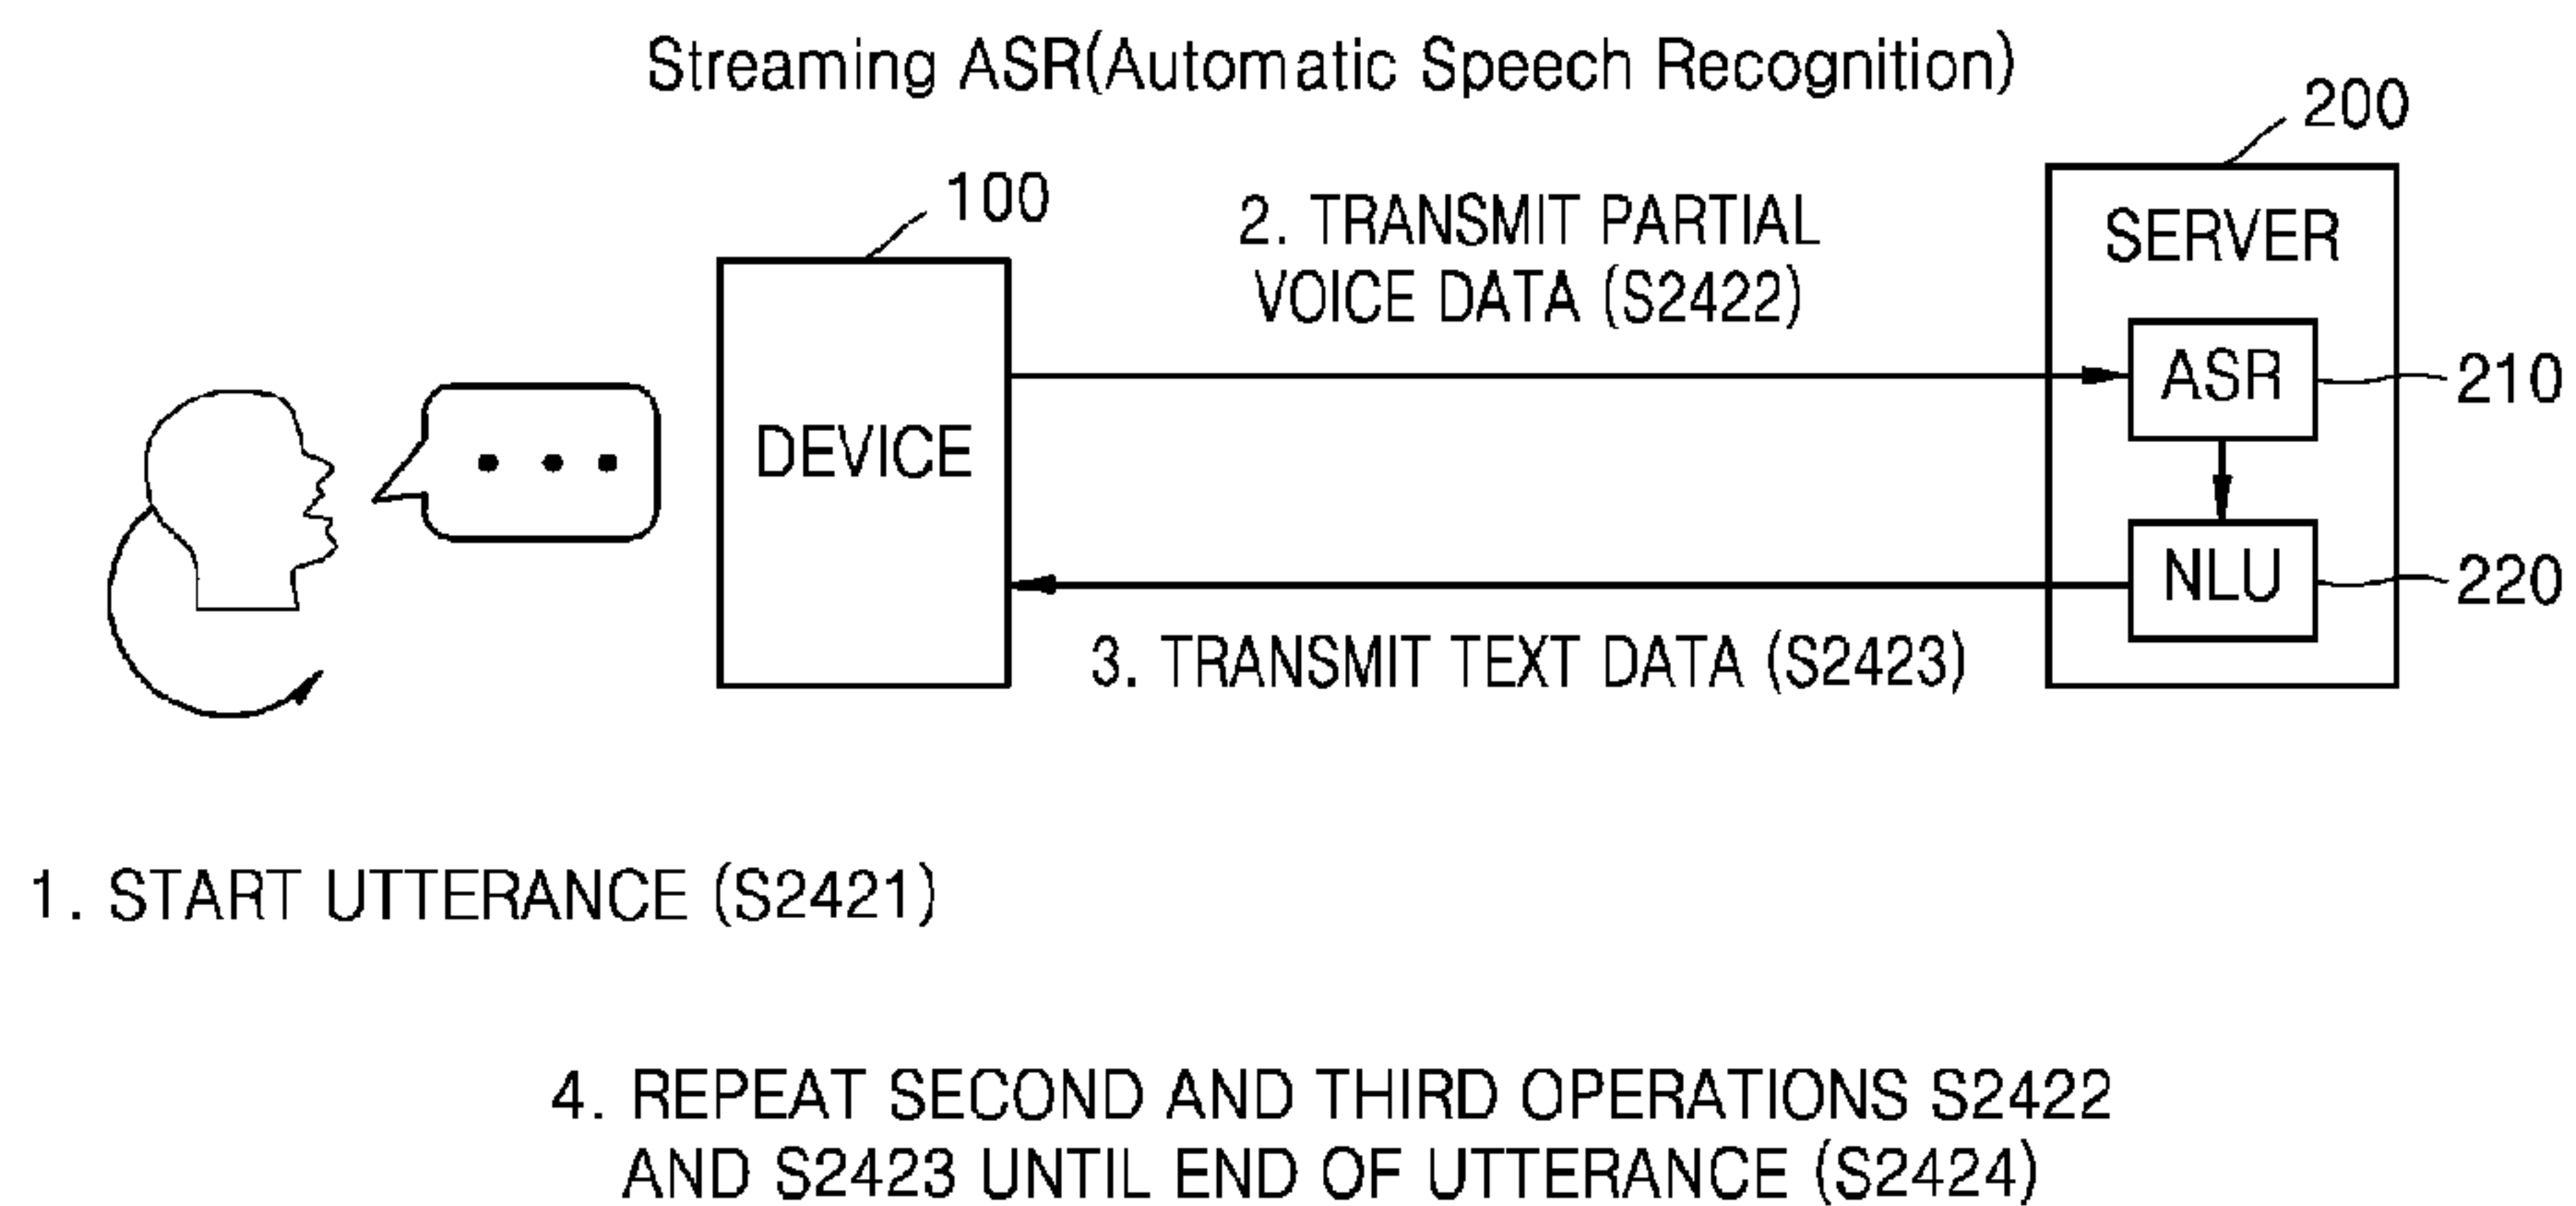 Streaming ASR(Automatic Speech Recognition)
200
100
2. TRANSMIT PARTIAL
VOICE DATA (S2422)
SERVER
ASR
210
DEVICE
NLU
220
3. TRANSMIT TEXT DATA (S2423)
1. START UTTERANCE (S2421)
4. REPEAT SECOND AND THIRD OPERATIONS S2422
AND S2423 UNTIL END OF UTTERANCE (S2424)